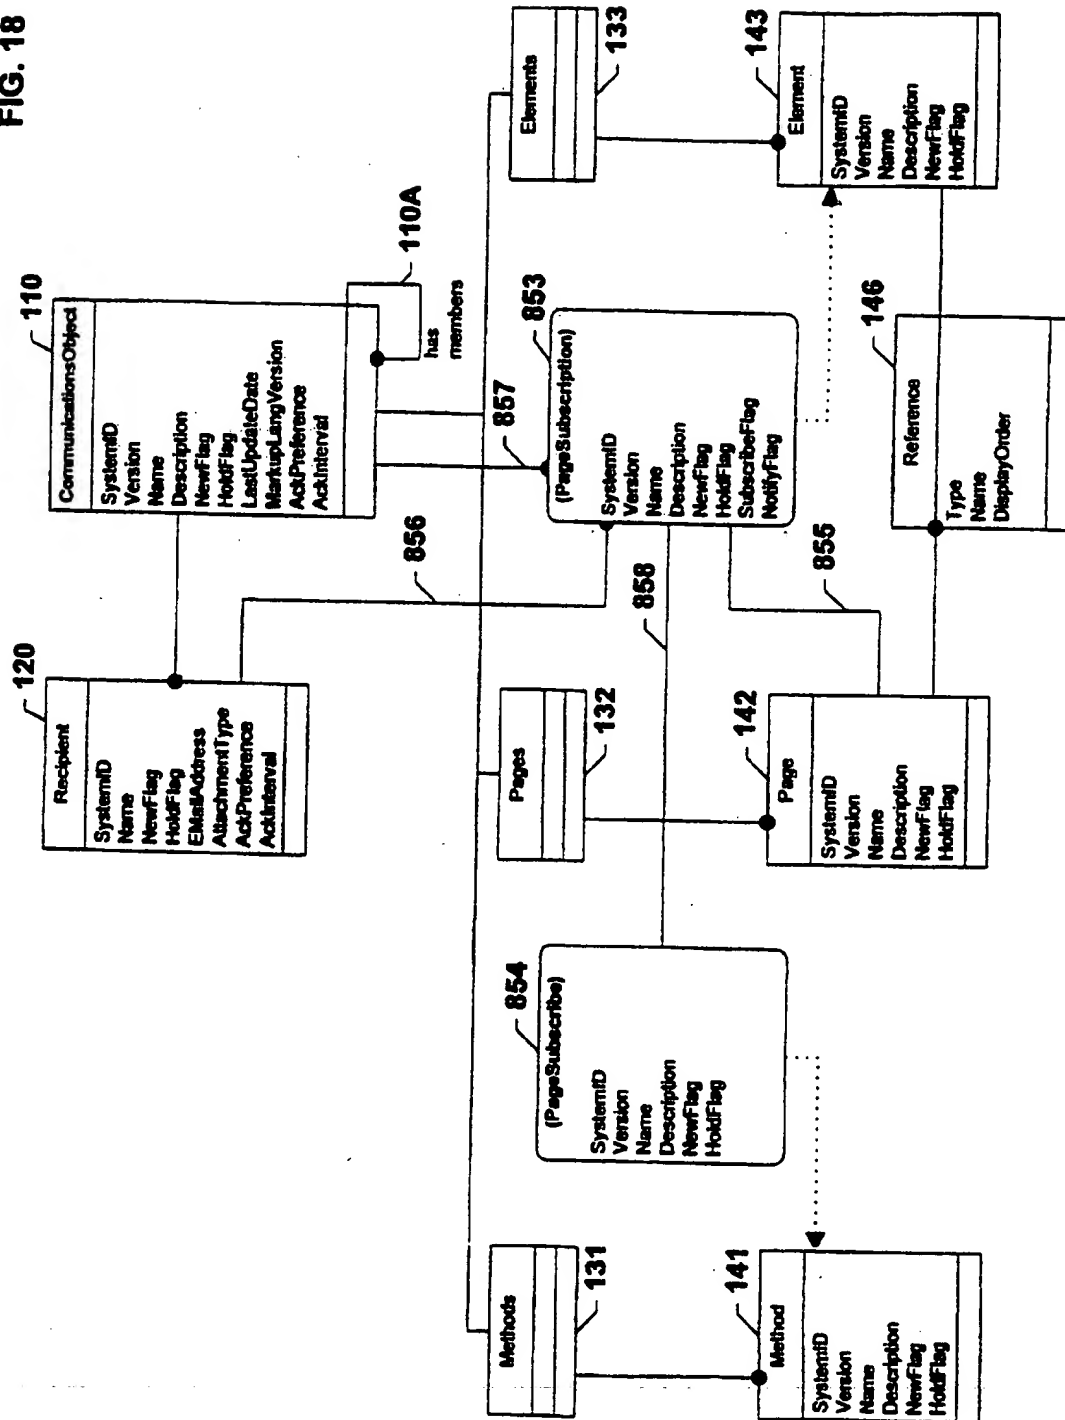 FIG. 18
110
CommunicationsObject
SystemID
Version
Name
Description
NewFlag
HoldFlag
LastUpdateDate
MarkupLangVersion
AckPreference
AckInterval
110A
has
members
120
Recipient
SystemID
Name
NewFlag
HoldFlag
EMailAddress
AttachmentType
AckPreference
AckInterval
856
857
Methods
131
Pages
132
Elements
133
854
(PageSubscribe)
SystemID
Version
Name
Description
NewFlag
HoldFlag
858
853
(PageSubscription)
SystemID
Version
Name
Description
NewFlag
HoldFlag
SubscribeFlag
NotifyFlag
855
141
Method
SystemID
Version
Name
Description
NewFlag
HoldFlag
142
Page
SystemID
Version
Name
Description
NewFlag
HoldFlag
146
Reference
Type
Name
DisplayOrder
143
Element
SystemID
Version
Name
Description
NewFlag
HoldFlag